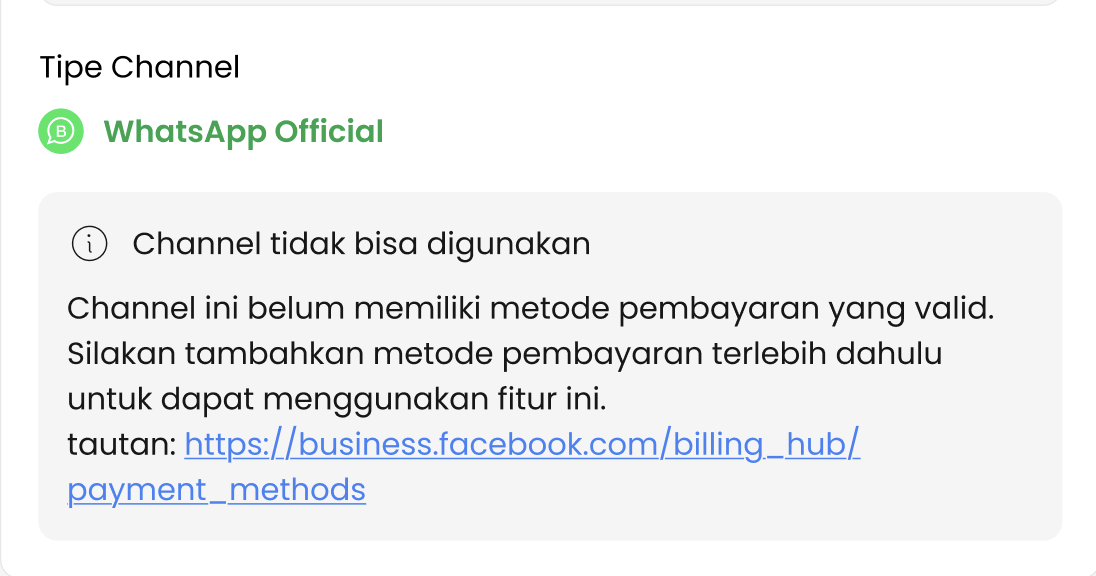 Tipe Channel
B
WhatsApp Official
Channel tidak bisa digunakan
Channel ini belum memiliki metode pembayaran yang valid.
Silakan tambahkan metode pembayaran terlebih dahulu
untuk dapat menggunakan fitur ini.
tautan: https://business.facebook.com/billing_hub/
payment_methods